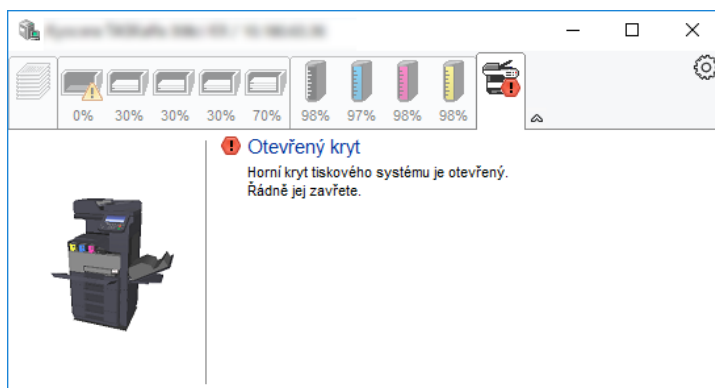 0% 30% 30% 30% 70% 98% 97% 98% 98%
Otevřený kryt
Horní kryt tiskového systému je otevřený.
Řádně jej zavřete.